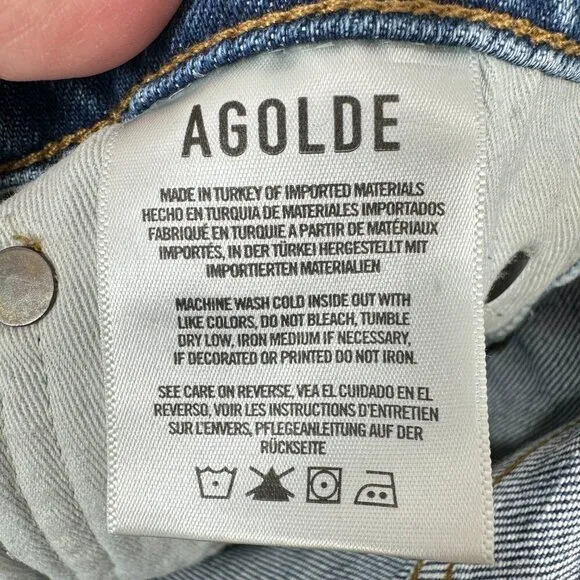 AGOLDE
MADE IN TURKEY OF IMPORTED MATERIALS
HECHO EN TURQUIA DE MATERIALES IMPORTADOS
FABRIQUÉ EN TURQUIE A PARTIR DE MATÉRIAUX
IMPORTÉS, IN DER TÜRKEI HERGESTELLT MIT
IMPORTIERTEN MATERIALIEN
MACHINE WASH COLD INSIDE OUT WITH
LIKE COLORS, DO NOT BLEACH, TUMBLE
DRY LOW, IRON MEDIUM IF NECESSARY,
IF DECORATED OR PRINTED DO NOT IRON.
SEE CARE ON REVERSE, VEA EL CUIDADO EN EL
REVERSO, VOIR LES INSTRUCTIONS D'ENTRETIEN
SUR L'ENVERS, PFLEGEANLEITUNG AUF DER
RÜCKSEITE